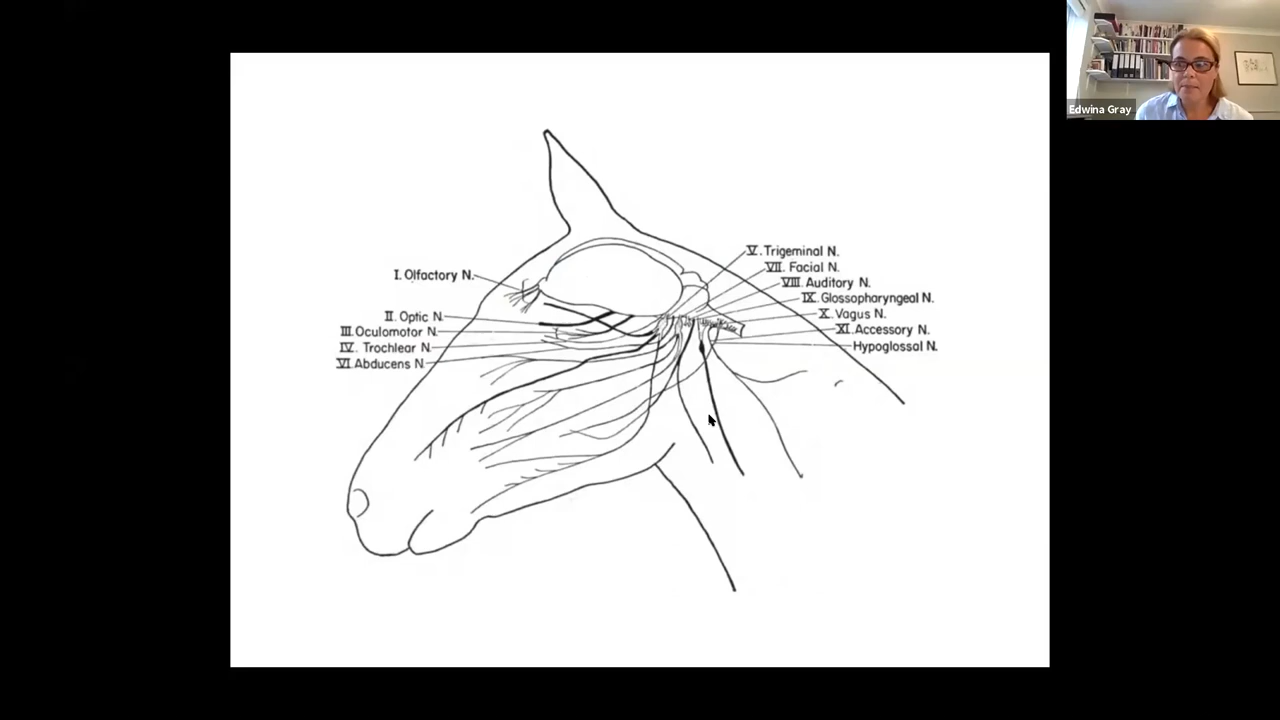 Edwina Gray
I. Olfactory N.
II. Optic N.
III. Oculomotor N.
IV. Trochlear N.
VI Abducens N
V. Trigeminal N.
VII. Facial N.
VIII. Auditory N.
IX. Glossopharyngeal N.
X. Vagus N.
XI. Accessory N.
Hypoglossal N.